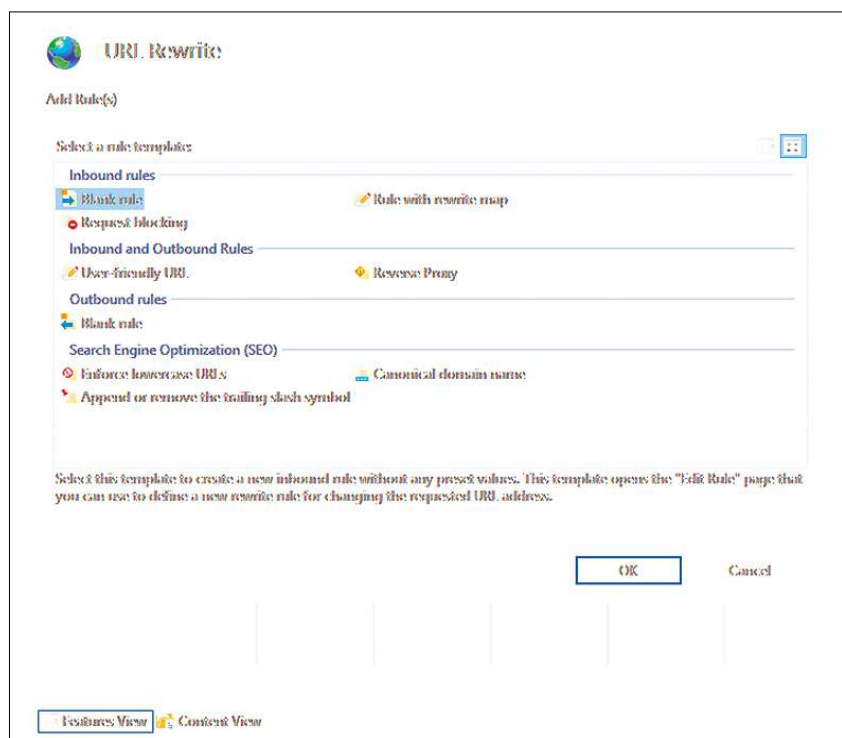 URL Rewrite
Add Rule(s)
Select a rule template:
Inbound rules
Blank rule
Rule with rewrite map
Request blocking
Inbound and Outbound Rules
User-friendly URL
Reverse Proxy
Outbound rules
Blank rule
Search Engine Optimization (SEO)
Enforce lowercase URLs
Canonical domain name
Append or remove the trailing slash symbol
Select this template to create a new inbound rule without any preset values. This template opens the "Edit Rule" page that
you can use to define a new rewrite rule for changing the requested URL address.
OK
Cancel
Features View
Content View